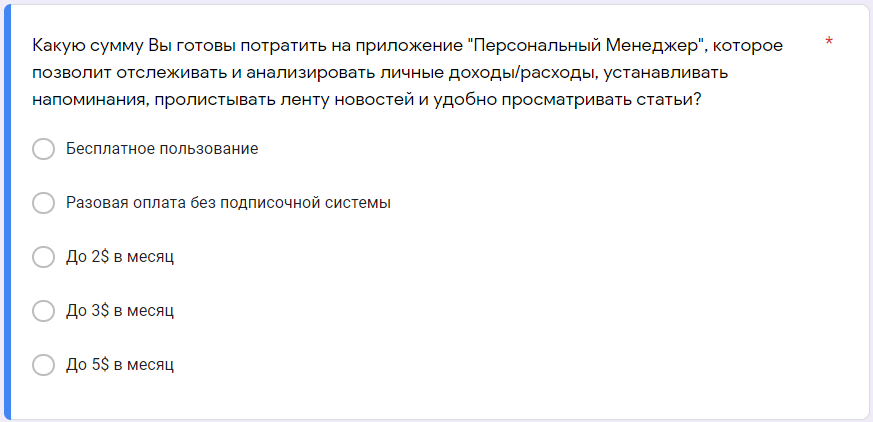 Какую сумму Вы готовы потратить на приложение "Персональный Менеджер", которое *
позволит отслеживать и анализировать личные доходы/расходы, устанавливать
напоминания, пролистывать ленту новостей и удобно просматривать статьи?
Бесплатное пользование
Разовая оплата без подписочной системы
До 2$ в месяц
До 3$ в месяц
До 5$ в месяц